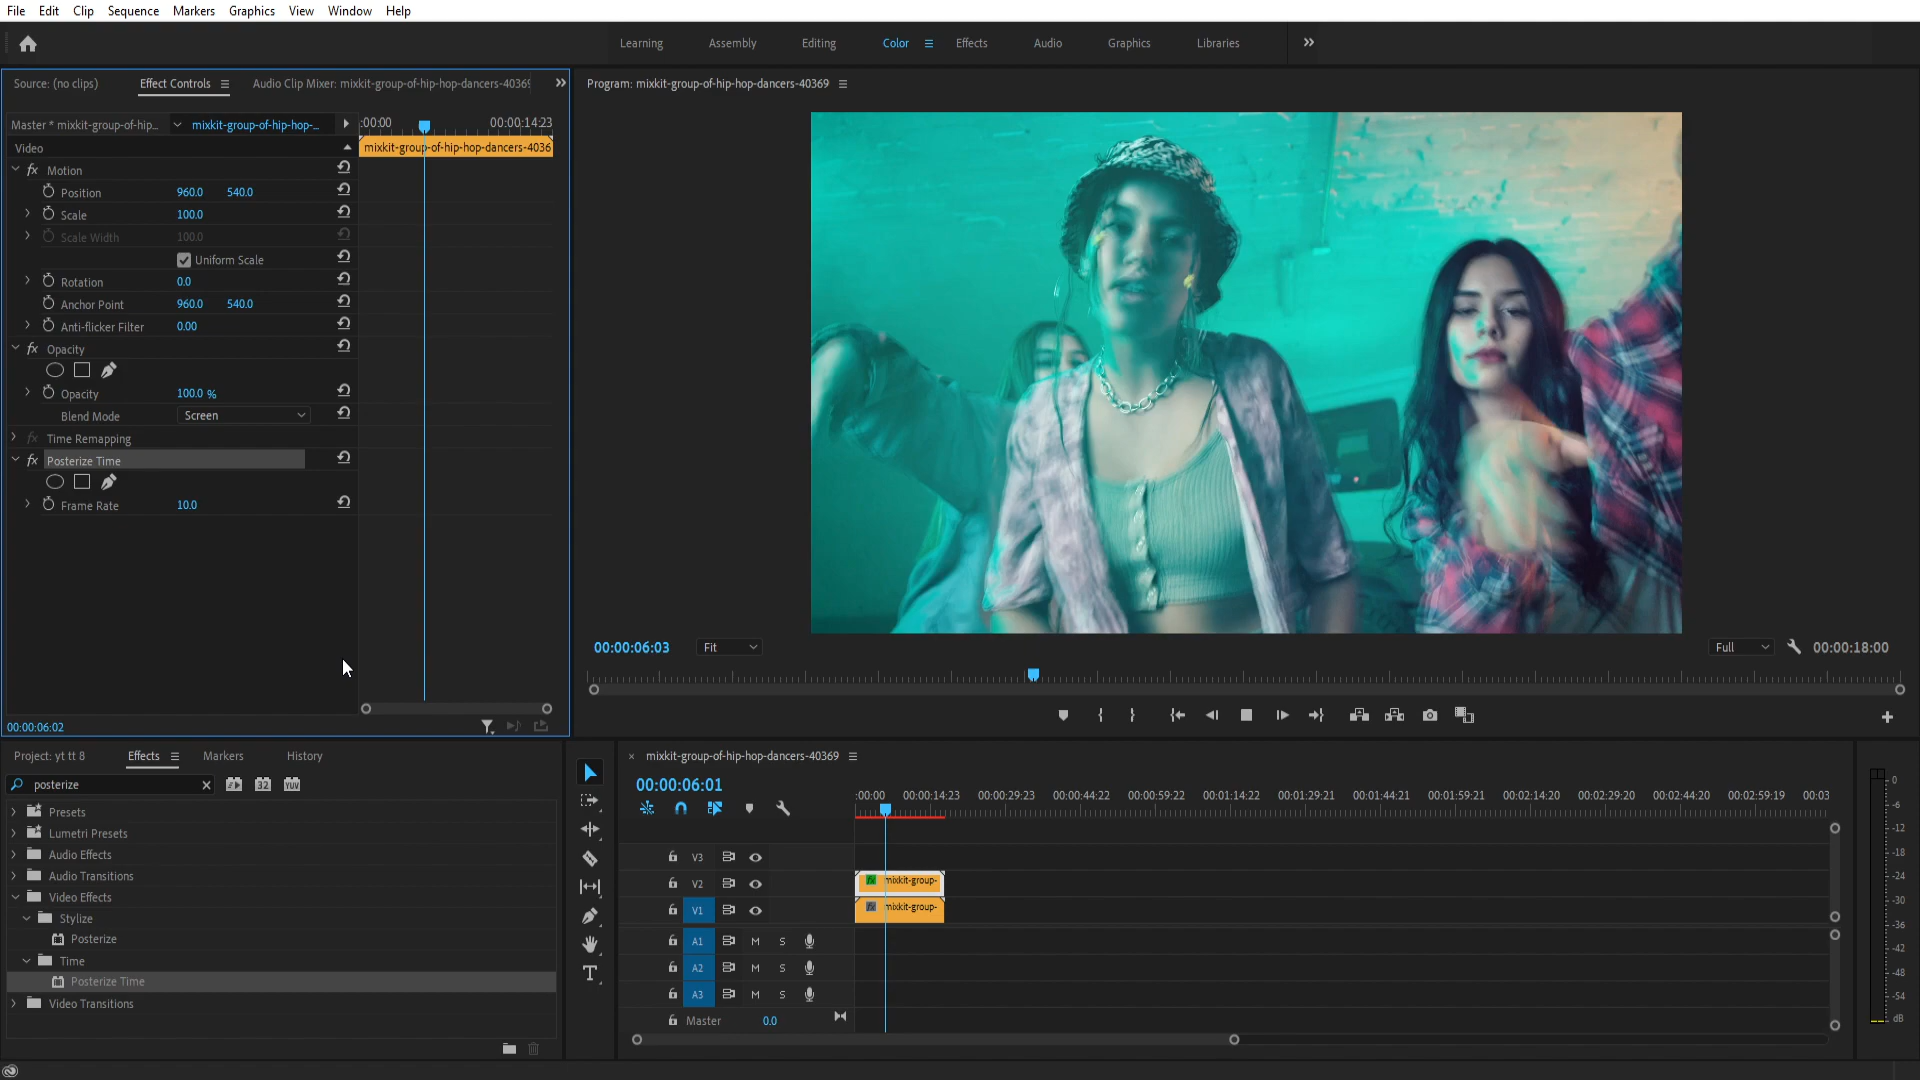 File Edit Clip Sequence Markers Graphics View Window Help
Learning Assembly Editing Color Effects Audio Graphics Libraries
Source: (no clips) Effect Controls Audio Clip Mixer: mixkit-group-of-hip-hop-dancers-40369
Program: mixkit-group-of-hip-hop-dancers-40369
Master * mixkit-group-of-hip... mixkit-group-of-hip-hop-... :00:00 00:00:14:23
Video mixkit-group-of-hip-hop-dancers-4036
fx Motion
Position 960.0 540.0
Scale 100.0
Scale Width 100.0
Uniform Scale
Rotation 0.0
Anchor Point 960.0 540.0
Anti-flicker Filter 0.00
fx Opacity
Opacity 100.0 %
Blend Mode Screen
fx Time Remapping
fx Posterize Time
Frame Rate 10.0
00:00:06:02
00:00:06:03 Fit Full 00:00:18:00
Project: yt tt 8 Effects Markers History
posterize 32 YUV
Presets
Lumetri Presets
Audio Effects
Audio Transitions
Video Effects
Stylize
Posterize
Time
Posterize Time
Video Transitions
T
× mixkit-group-of-hip-hop-dancers-40369
00:00:06:01
:00:00 00:00:14:23 00:00:29:23 00:00:44:22 00:00:59:22 00:01:14:22 00:01:29:21 00:01:44:21 00:01:59:21 00:02:14:20 00:02:29:20 00:02:44:20 00:02:59:19 00:03
V3
V2 fx mixkit-group-
V1 fx mixkit-group-
A1 M S
A2 M S
A3 M S
Master 0.0
0
-6
-12
-18
-24
-30
-36
-42
-48
-54
dB